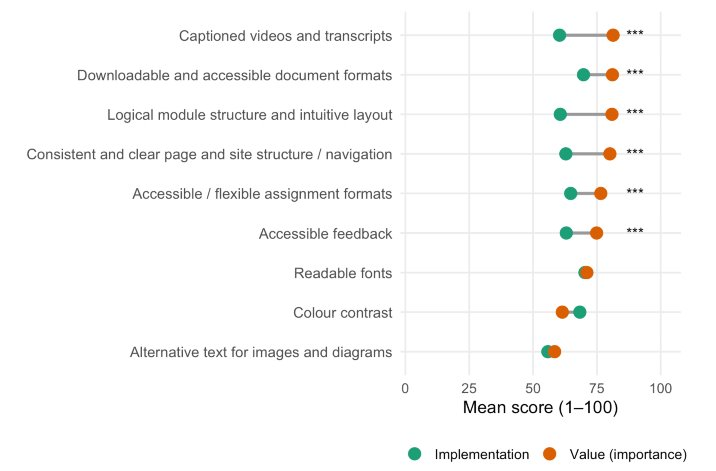 Captioned videos and transcripts ***
Downloadable and accessible document formats ***
Logical module structure and intuitive layout ***
Consistent and clear page and site structure / navigation ***
Accessible / flexible assignment formats ***
Accessible feedback ***
Readable fonts
Colour contrast
Alternative text for images and diagrams
0 25 50 75 100
Mean score (1–100)
Implementation Value (importance)